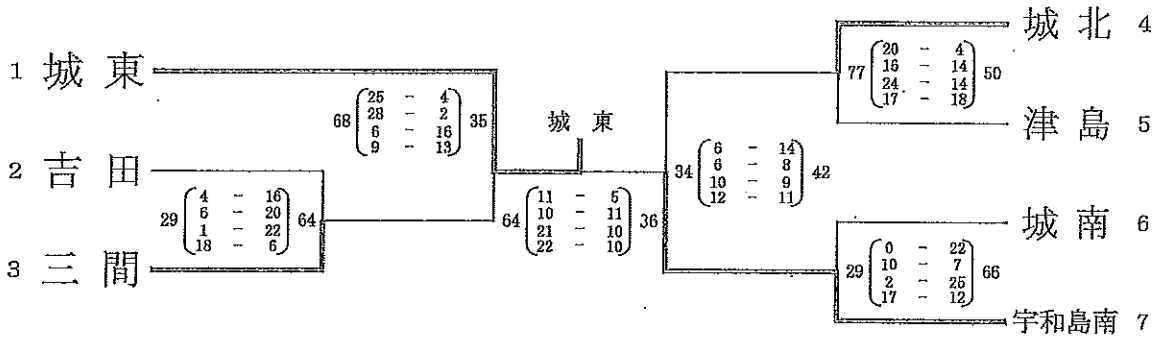 1 城東
2 吉田
3 三間
68 35
25 - 4
28 - 2
6 - 16
9 - 13
29 64
4 - 16
6 - 20
1 - 22
18 - 6
城東
64 36
11 - 5
10 - 11
21 - 10
22 - 10
34 42
6 - 14
6 - 8
10 - 9
12 - 11
城北 4
77 50
20 - 4
16 - 14
24 - 14
17 - 18
津島 5
城南 6
29 66
0 - 22
10 - 7
2 - 25
17 - 12
宇和島南 7